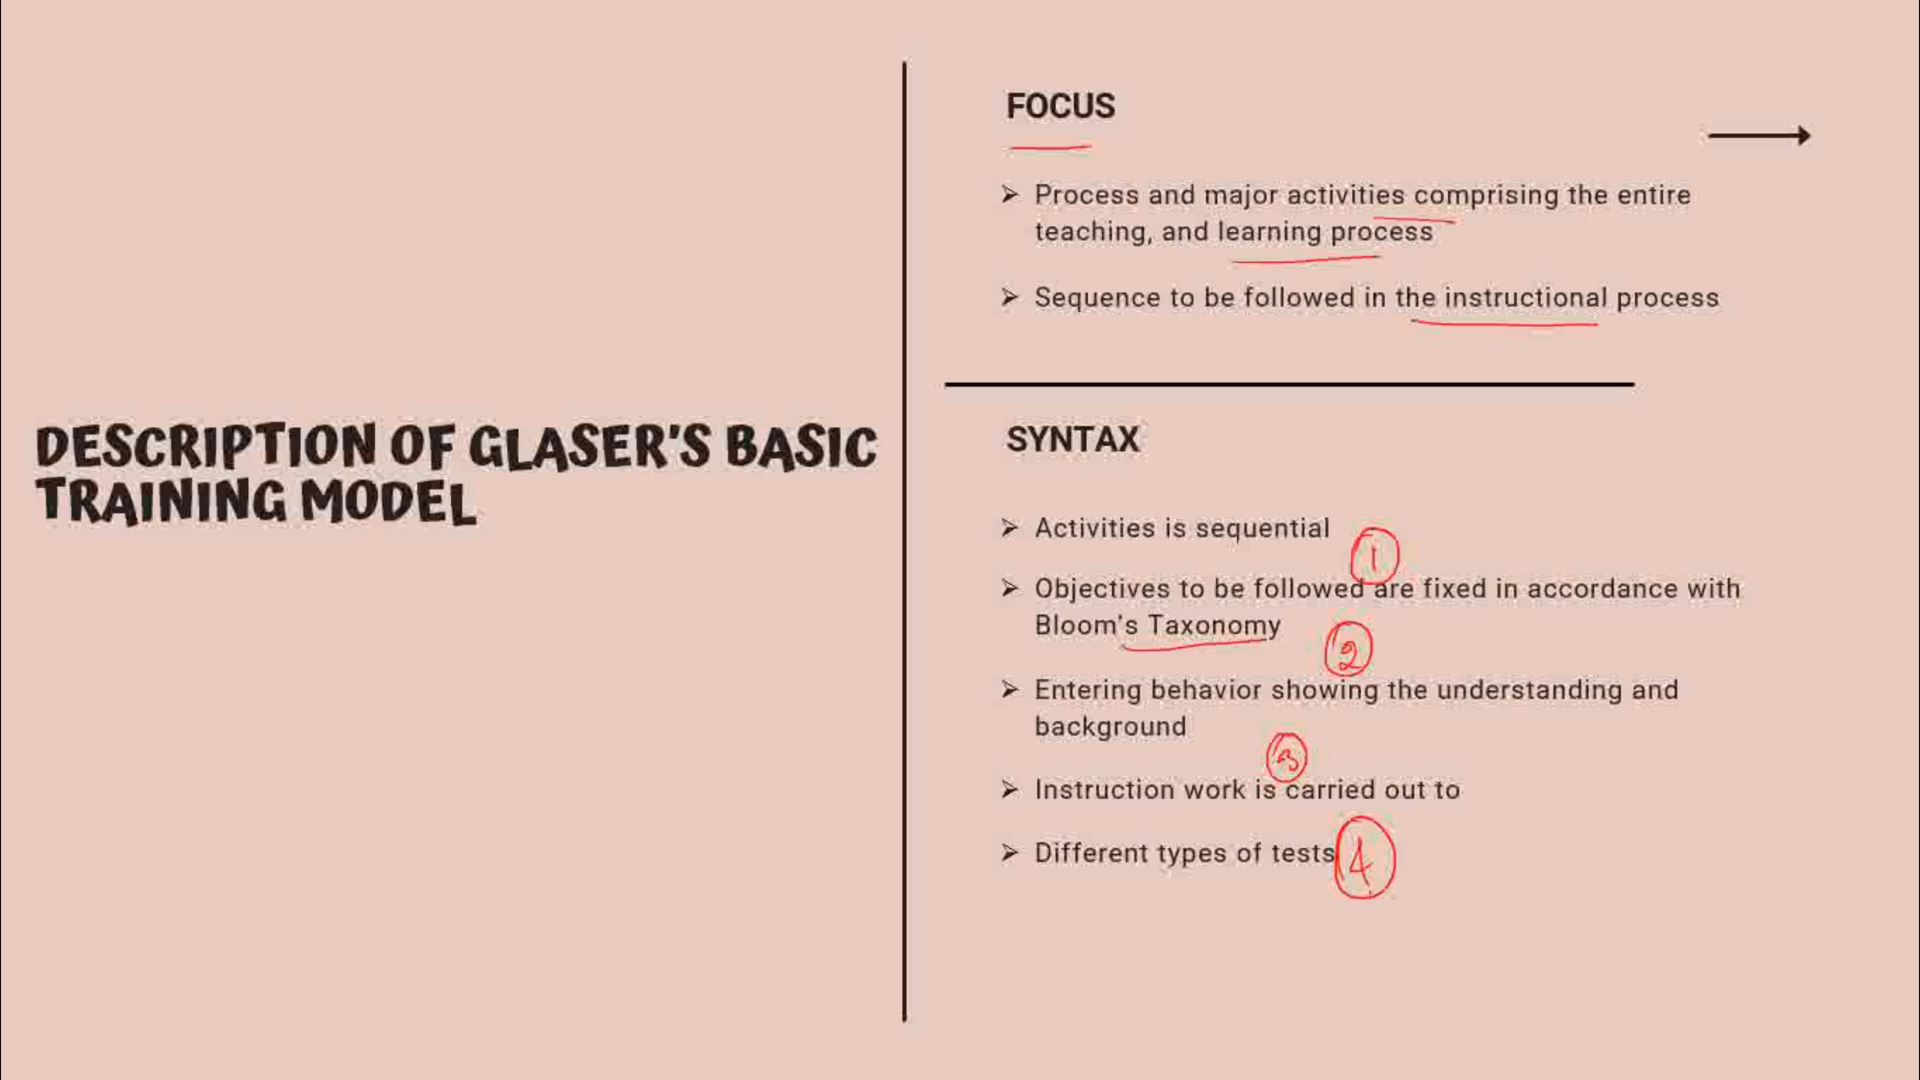 DESCRIPTION OF GLASER'S BASIC
TRAINING MODEL
FOCUS
➢ Process and major activities comprising the entire
teaching, and learning process
➢ Sequence to be followed in the instructional process
SYNTAX
➢ Activities is sequential
1
➢ Objectives to be followed are fixed in accordance with
Bloom's Taxonomy
2
➢ Entering behavior showing the understanding and
background
3
➢ Instruction work is carried out to
➢ Different types of tests 4